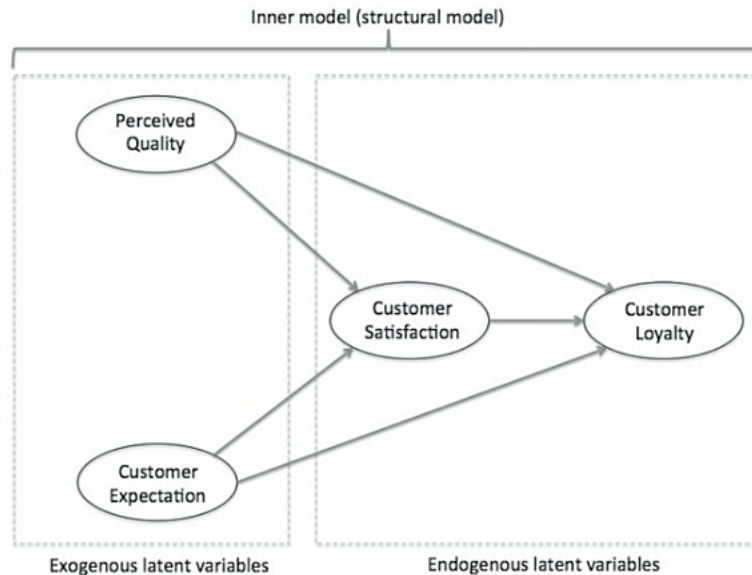 Inner model (structural model)
Perceived
Quality
Customer
Satisfaction
Customer
Loyalty
Customer
Expectation
Exogenous latent variables
Endogenous latent variables